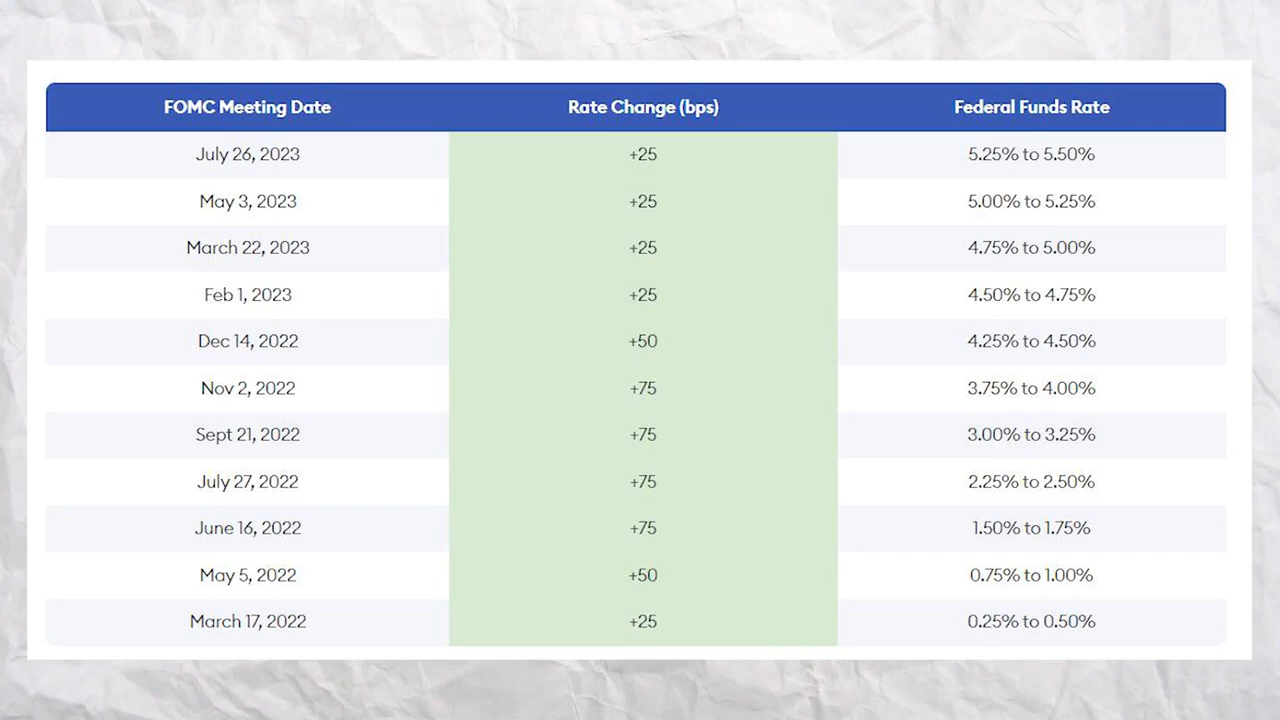 FOMC Meeting Date Rate Change (bps) Federal Funds Rate
July 26, 2023 +25 5.25% to 5.50%
May 3, 2023 +25 5.00% to 5.25%
March 22, 2023 +25 4.75% to 5.00%
Feb 1, 2023 +25 4.50% to 4.75%
Dec 14, 2022 +50 4.25% to 4.50%
Nov 2, 2022 +75 3.75% to 4.00%
Sept 21, 2022 +75 3.00% to 3.25%
July 27, 2022 +75 2.25% to 2.50%
June 16, 2022 +75 1.50% to 1.75%
May 5, 2022 +50 0.75% to 1.00%
March 17, 2022 +25 0.25% to 0.50%